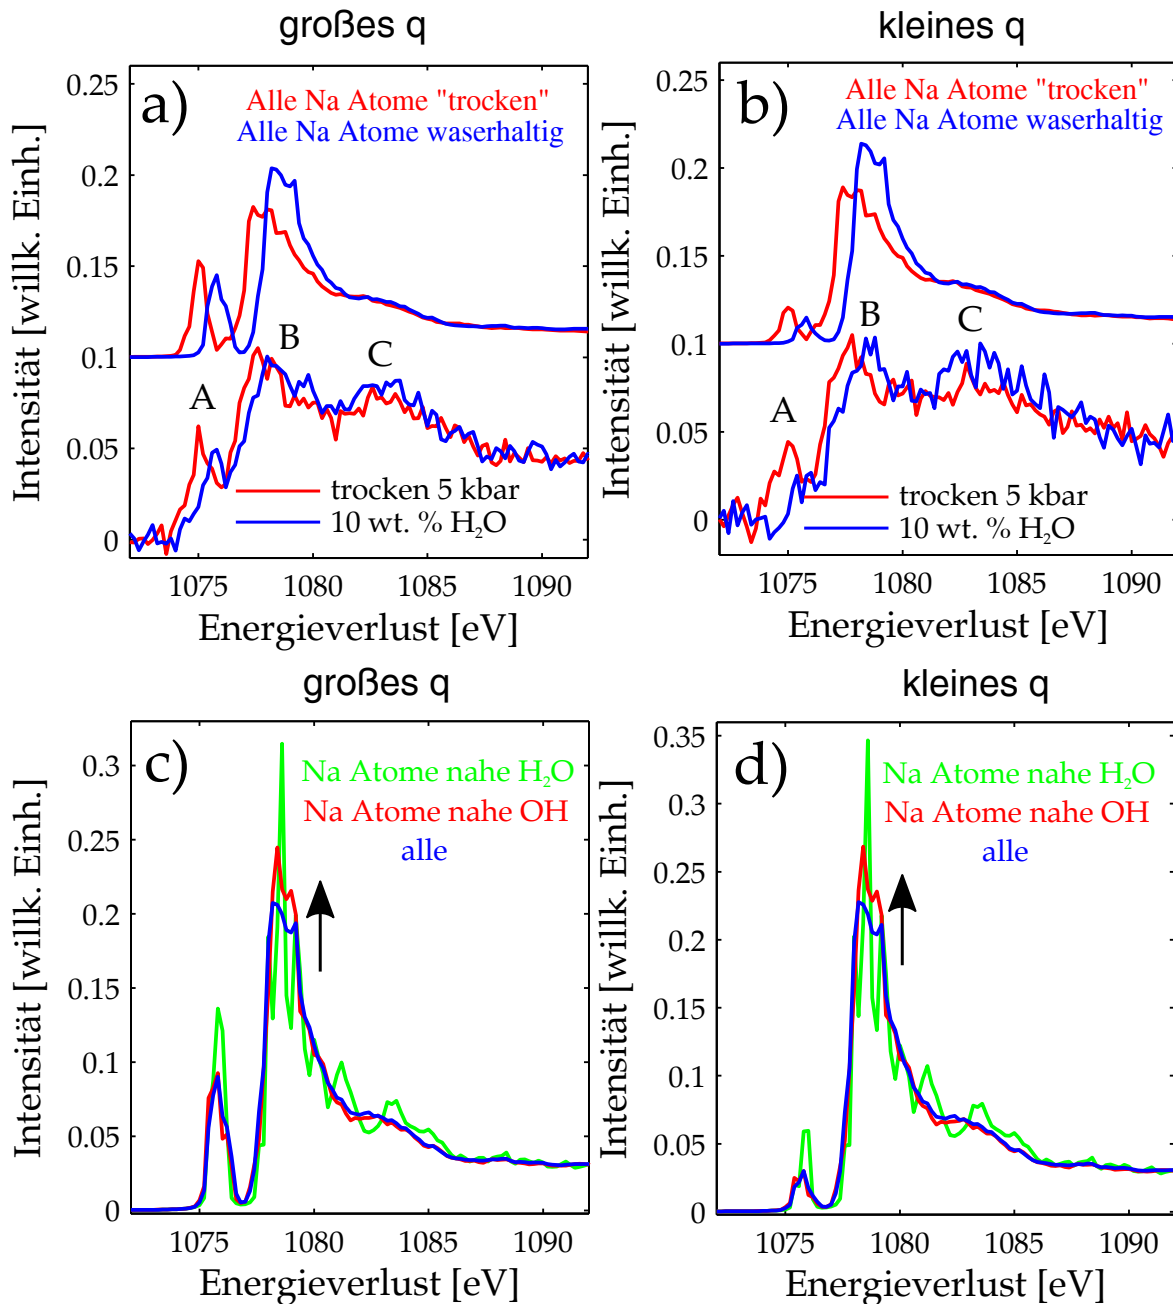 großes q
kleines q
a)
Alle Na Atome "trocken"
Alle Na Atome waserhaltig
b)
Alle Na Atome "trocken"
Alle Na Atome waserhaltig
Intensität [willk. Einh.]
0.25
0.2
0.15
0.1
0.05
0
A
B
C
trocken 5 kbar
10 wt. % H₂O
1075
1080
1085
1090
Energieverlust [eV]
Intensität [willk. Einh.]
0.25
0.2
0.15
0.1
0.05
0
A
B
C
trocken 5 kbar
10 wt. % H₂O
1075
1080
1085
1090
Energieverlust [eV]
großes q
kleines q
c)
Na Atome nahe H₂O
Na Atome nahe OH
alle
Intensität [willk. Einh.]
0.3
0.25
0.2
0.15
0.1
0.05
0
1075
1080
1085
1090
Energieverlust [eV]
d)
Na Atome nahe H₂O
Na Atome nahe OH
alle
Intensität [willk. Einh.]
0.35
0.3
0.25
0.2
0.15
0.1
0.05
0
1075
1080
1085
1090
Energieverlust [eV]